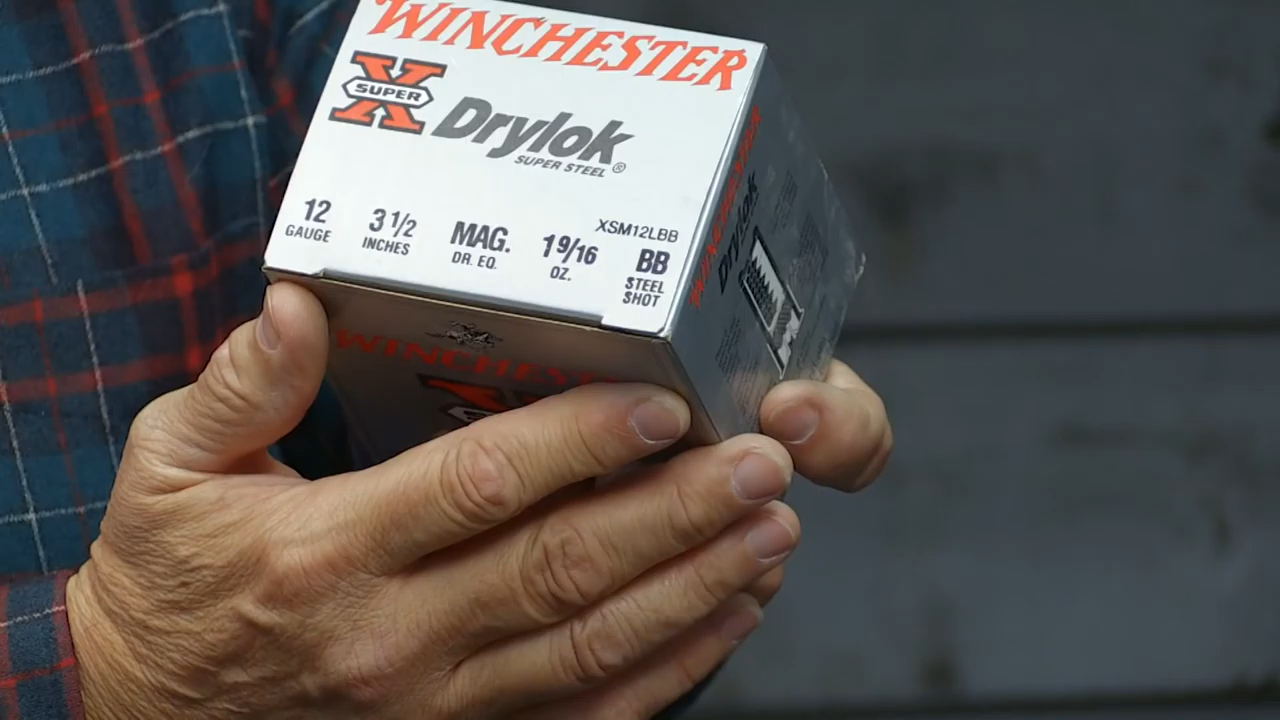 WINCHESTER
SUPER X
Drylok
SUPER STEEL®
12 GAUGE
3 1/2 INCHES
MAG. DR. EQ.
1 9/16 OZ.
XSM12LBB
BB STEEL SHOT
WINCHESTER
Drylok
WINCHESTER